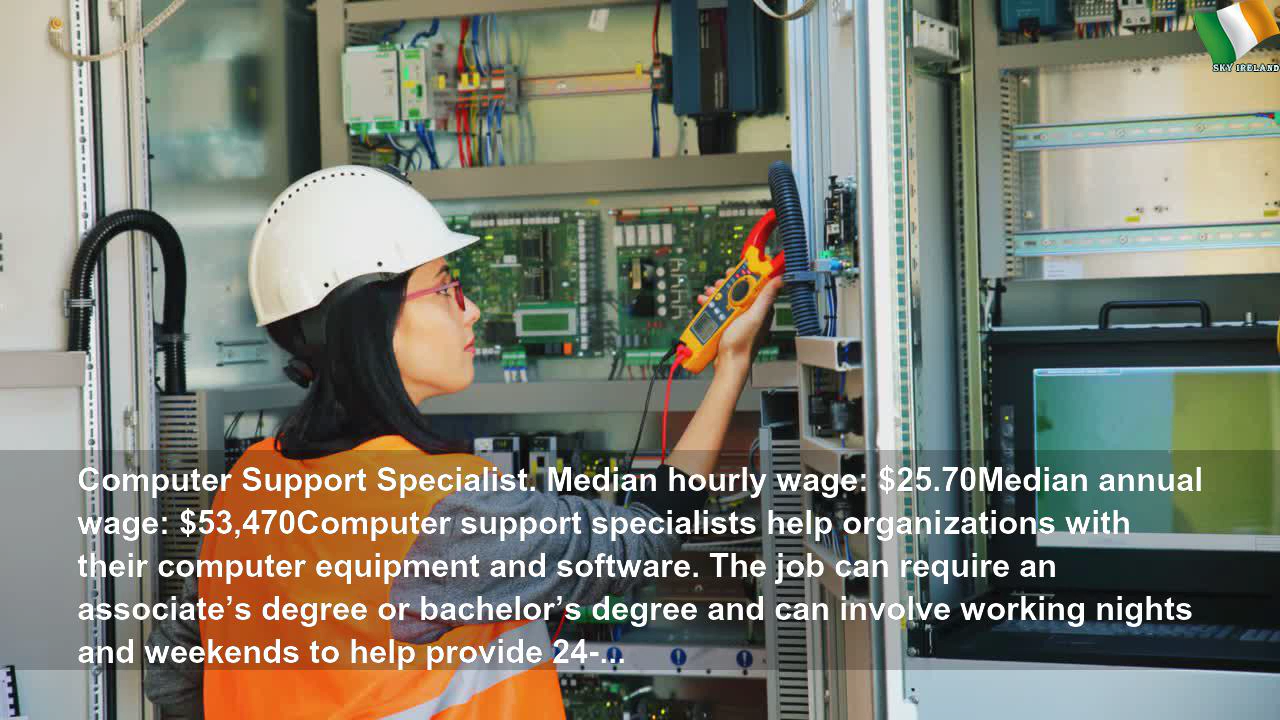 SKY IRELAND
Computer Support Specialist. Median hourly wage: $25.70Median annual
wage: $53,470Computer support specialists help organizations with
their computer equipment and software. The job can require an
associate’s degree or bachelor’s degree and can involve working nights
and weekends to help provide 24-...